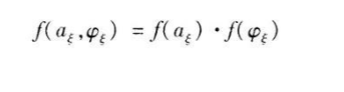 f( a_ξ , φ_ξ ) = f( a_ξ ) · f( φ_ξ )